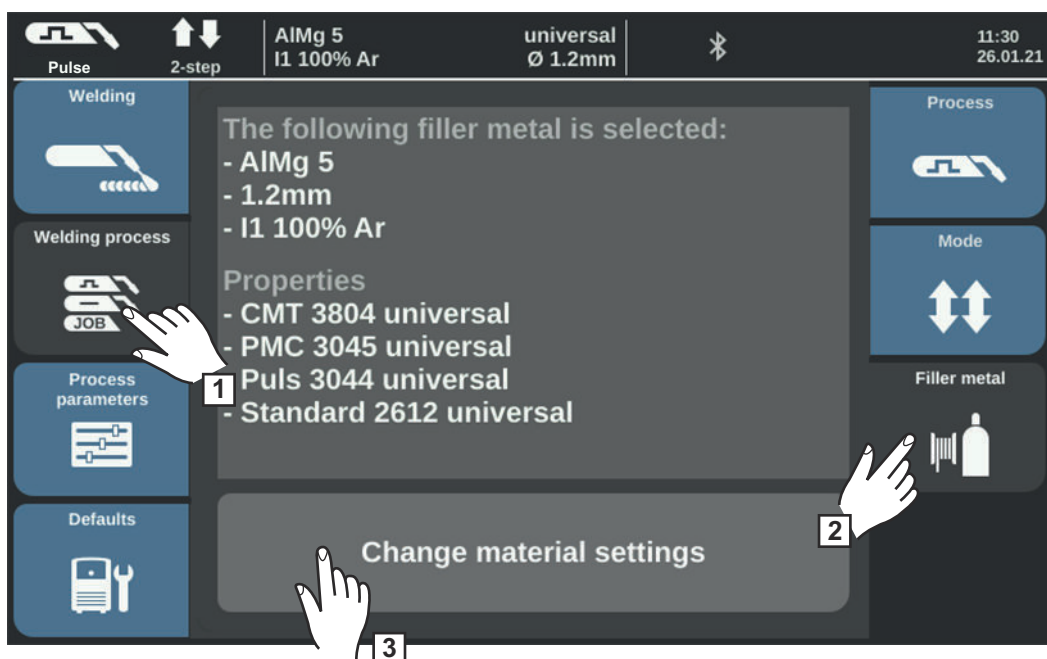 Pulse
2-step
AlMg 5
I1 100% Ar
universal
Ø 1.2mm
11:30
26.01.21
Welding
Welding process
JOB
1
Process
parameters
Defaults
The following filler metal is selected:
- AlMg 5
- 1.2mm
- I1 100% Ar
Properties
- CMT 3804 universal
- PMC 3045 universal
- Puls 3044 universal
- Standard 2612 universal
Change material settings
3
Process
Mode
Filler metal
2